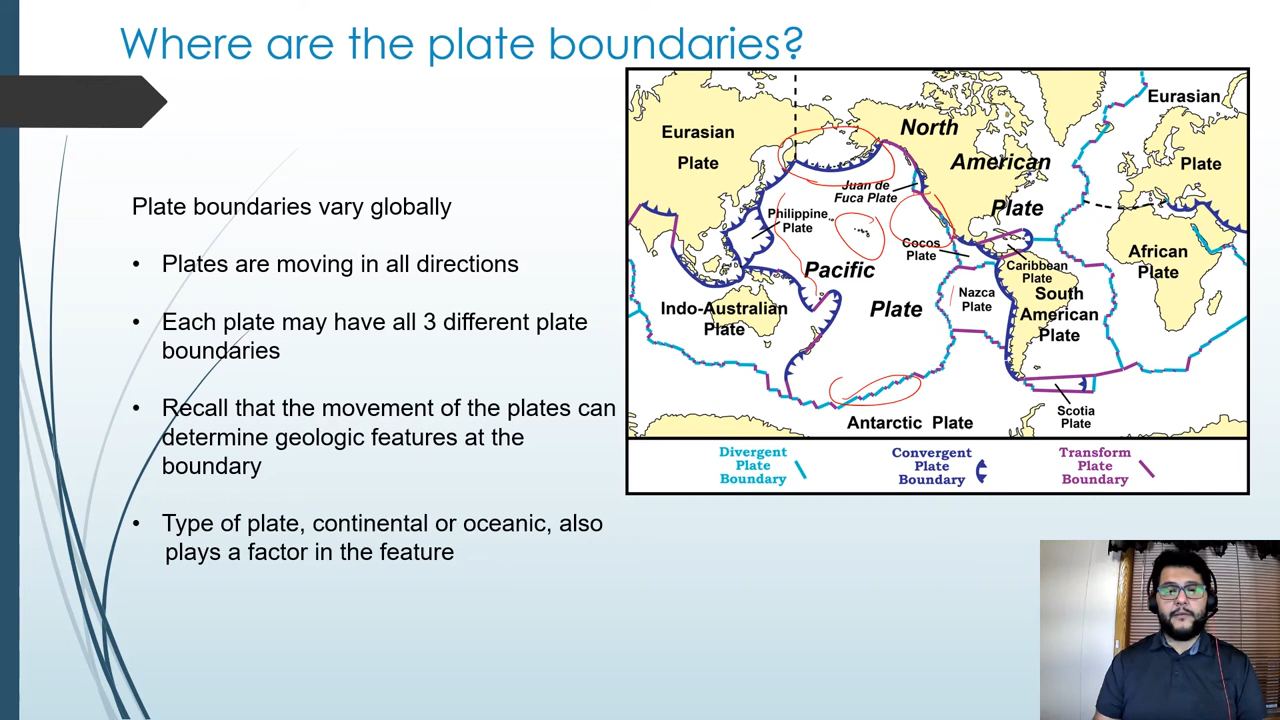 Where are the plate boundaries?
Plate boundaries vary globally
• Plates are moving in all directions
• Each plate may have all 3 different plate
boundaries
• Recall that the movement of the plates can
determine geologic features at the
boundary
• Type of plate, continental or oceanic, also
plays a factor in the feature
Eurasian
Plate
North
American
Plate
Eurasian
Plate
Juan de
Fuca Plate
Philippine
Plate
Cocos
Plate
Caribbean
Plate
African
Plate
Pacific
Plate
Nazca
Plate
South
American
Plate
Indo-Australian
Plate
Antarctic Plate
Scotia
Plate
Divergent
Plate
Boundary
Convergent
Plate
Boundary
Transform
Plate
Boundary